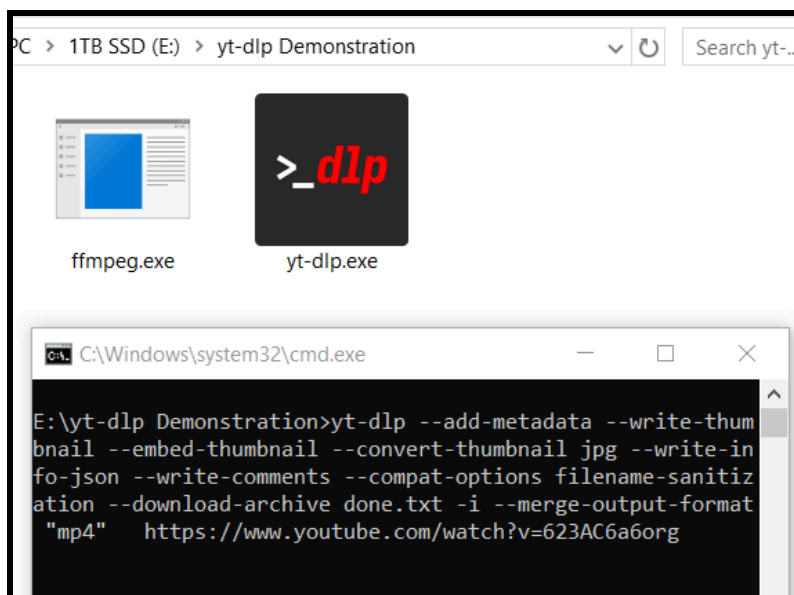 PC > 1TB SSD (E:) > yt-dlp Demonstration
Search yt-..
>_dlp
ffmpeg.exe
yt-dlp.exe
C:\Windows\system32\cmd.exe
E:\yt-dlp Demonstration>yt-dlp --add-metadata --write-thum
bnail --embed-thumbnail --convert-thumbnail jpg --write-in
fo-json --write-comments --compat-options filename-sanitiz
ation --download-archive done.txt -i --merge-output-format
"mp4"   https://www.youtube.com/watch?v=623AC6a6org